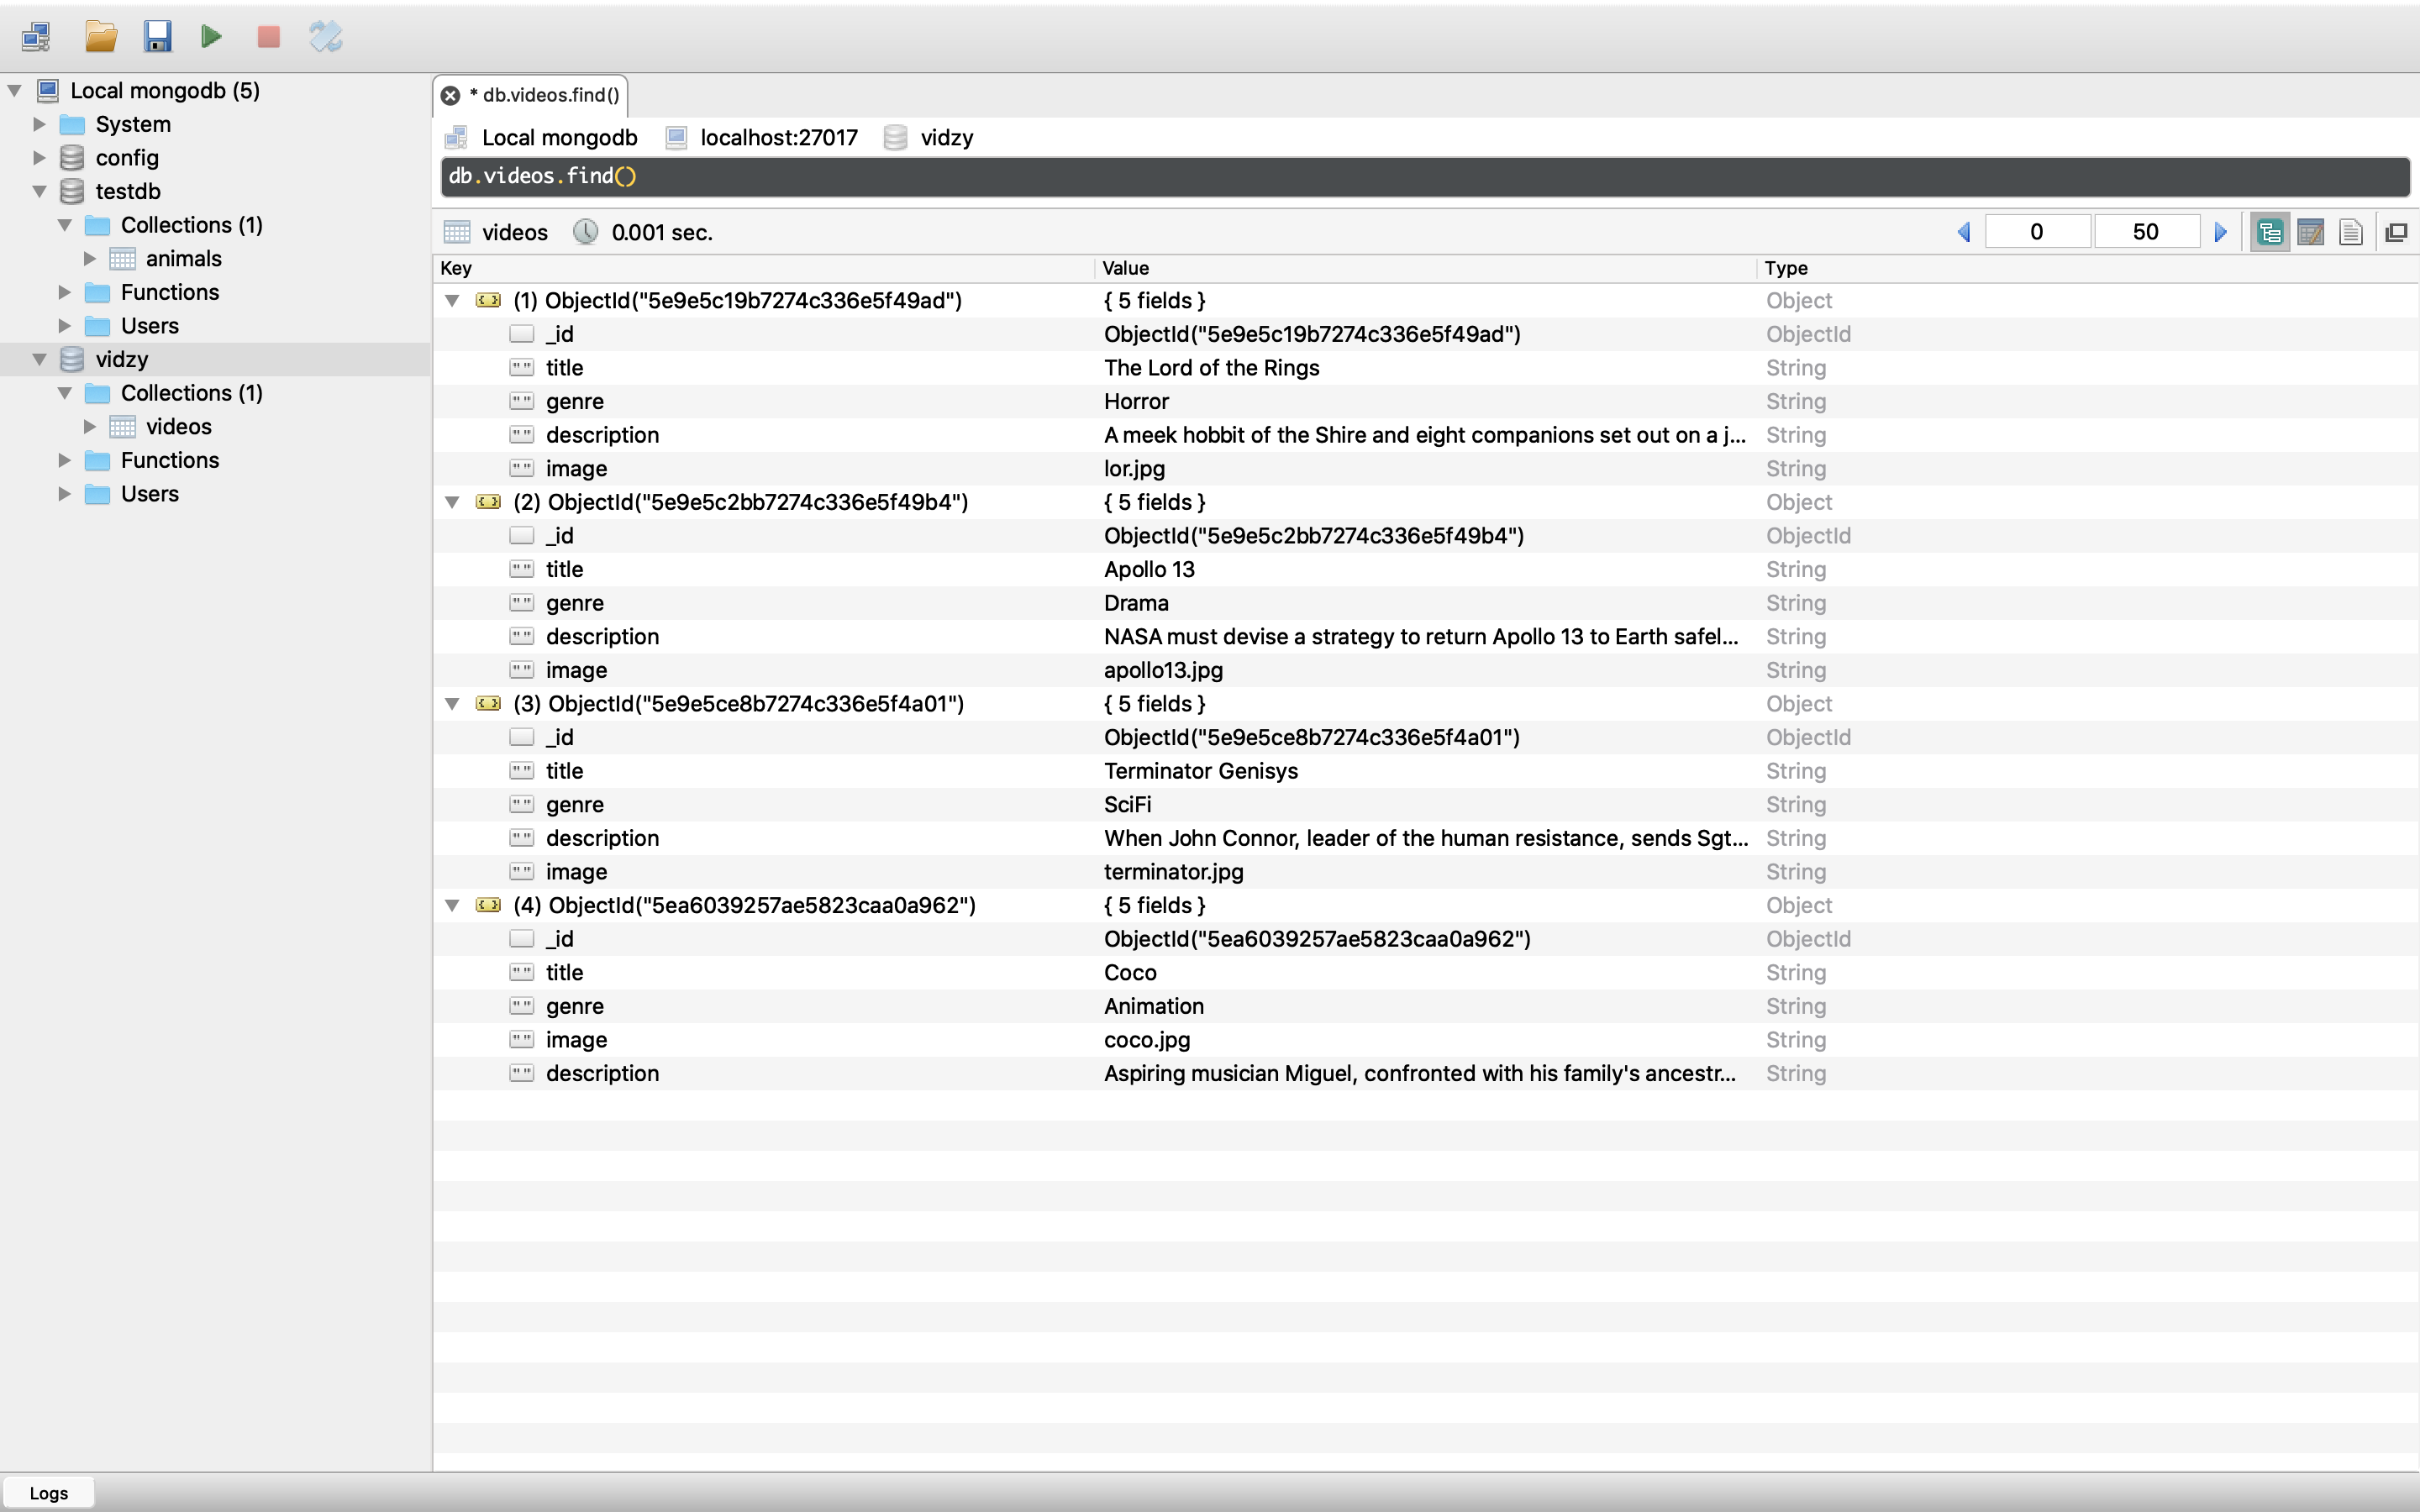 Local mongodb (5)
System
config
testdb
Collections (1)
animals
Functions
Users
vidzy
Collections (1)
videos
Functions
Users
* db.videos.find()
Local mongodb localhost:27017 vidzy
db.videos.find()
videos 0.001 sec. 0 50
Key Value Type
(1) ObjectId("5e9e5c19b7274c336e5f49ad") { 5 fields } Object
_id ObjectId("5e9e5c19b7274c336e5f49ad") ObjectId
title The Lord of the Rings String
genre Horror String
description A meek hobbit of the Shire and eight companions set out on a j... String
image lor.jpg String
(2) ObjectId("5e9e5c2bb7274c336e5f49b4") { 5 fields } Object
_id ObjectId("5e9e5c2bb7274c336e5f49b4") ObjectId
title Apollo 13 String
genre Drama String
description NASA must devise a strategy to return Apollo 13 to Earth safel... String
image apollo13.jpg String
(3) ObjectId("5e9e5ce8b7274c336e5f4a01") { 5 fields } Object
_id ObjectId("5e9e5ce8b7274c336e5f4a01") ObjectId
title Terminator Genisys String
genre SciFi String
description When John Connor, leader of the human resistance, sends Sgt... String
image terminator.jpg String
(4) ObjectId("5ea6039257ae5823caa0a962") { 5 fields } Object
_id ObjectId("5ea6039257ae5823caa0a962") ObjectId
title Coco String
genre Animation String
image coco.jpg String
description Aspiring musician Miguel, confronted with his family's ancestr... String
Logs